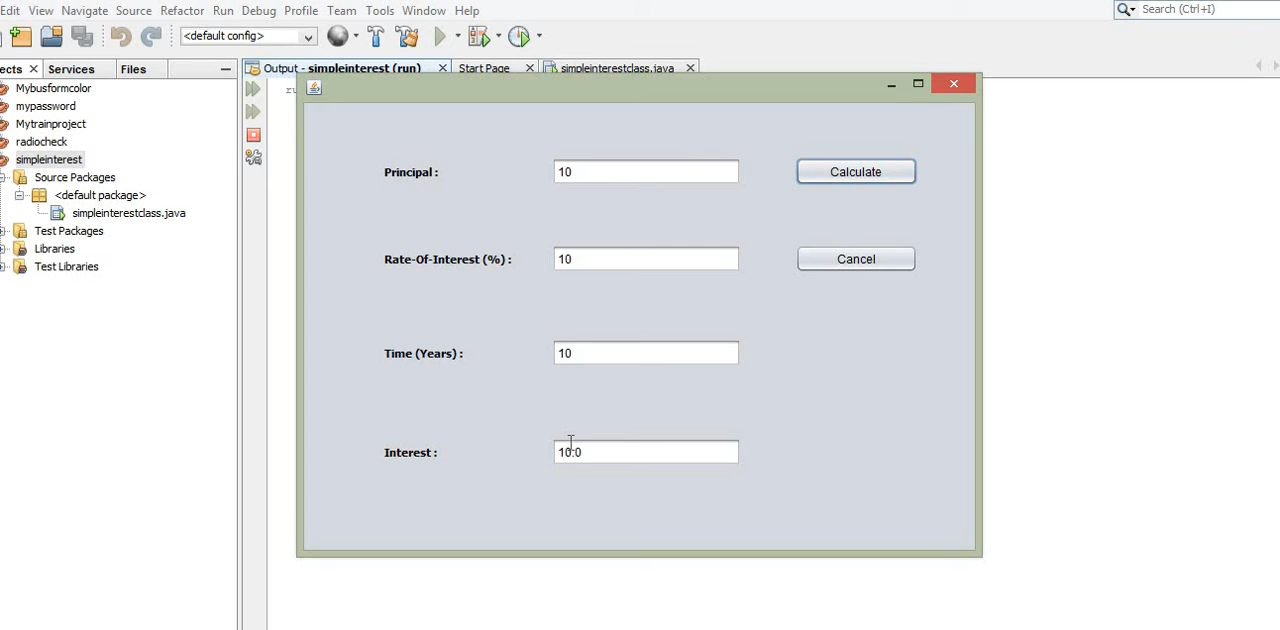 Edit View Navigate Source Refactor Run Debug Profile Team Tools Window Help
Search (Ctrl+I)
<default config>
ects Services Files
Output - simpleinterest (run) Start Page simpleinterestclass.java
Mybusformcolor
mypassword
Mytrainproject
radiocheck
simpleinterest
Source Packages
<default package>
simpleinterestclass.java
Test Packages
Libraries
Test Libraries
Principal :
10
Calculate
Rate-Of-Interest (%) :
10
Cancel
Time (Years) :
10
Interest :
10.0